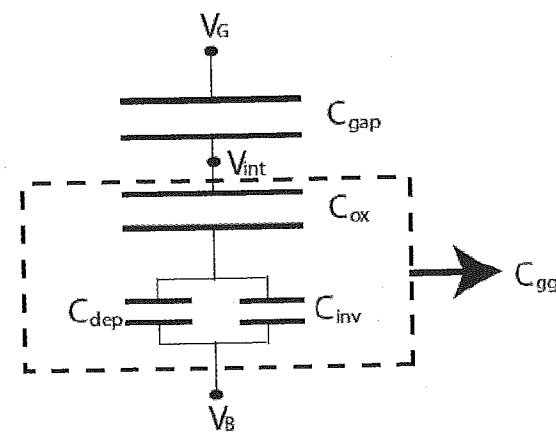 V_G
C_gap
V_int
C_ox
C_gg
C_dep
C_inv
V_B